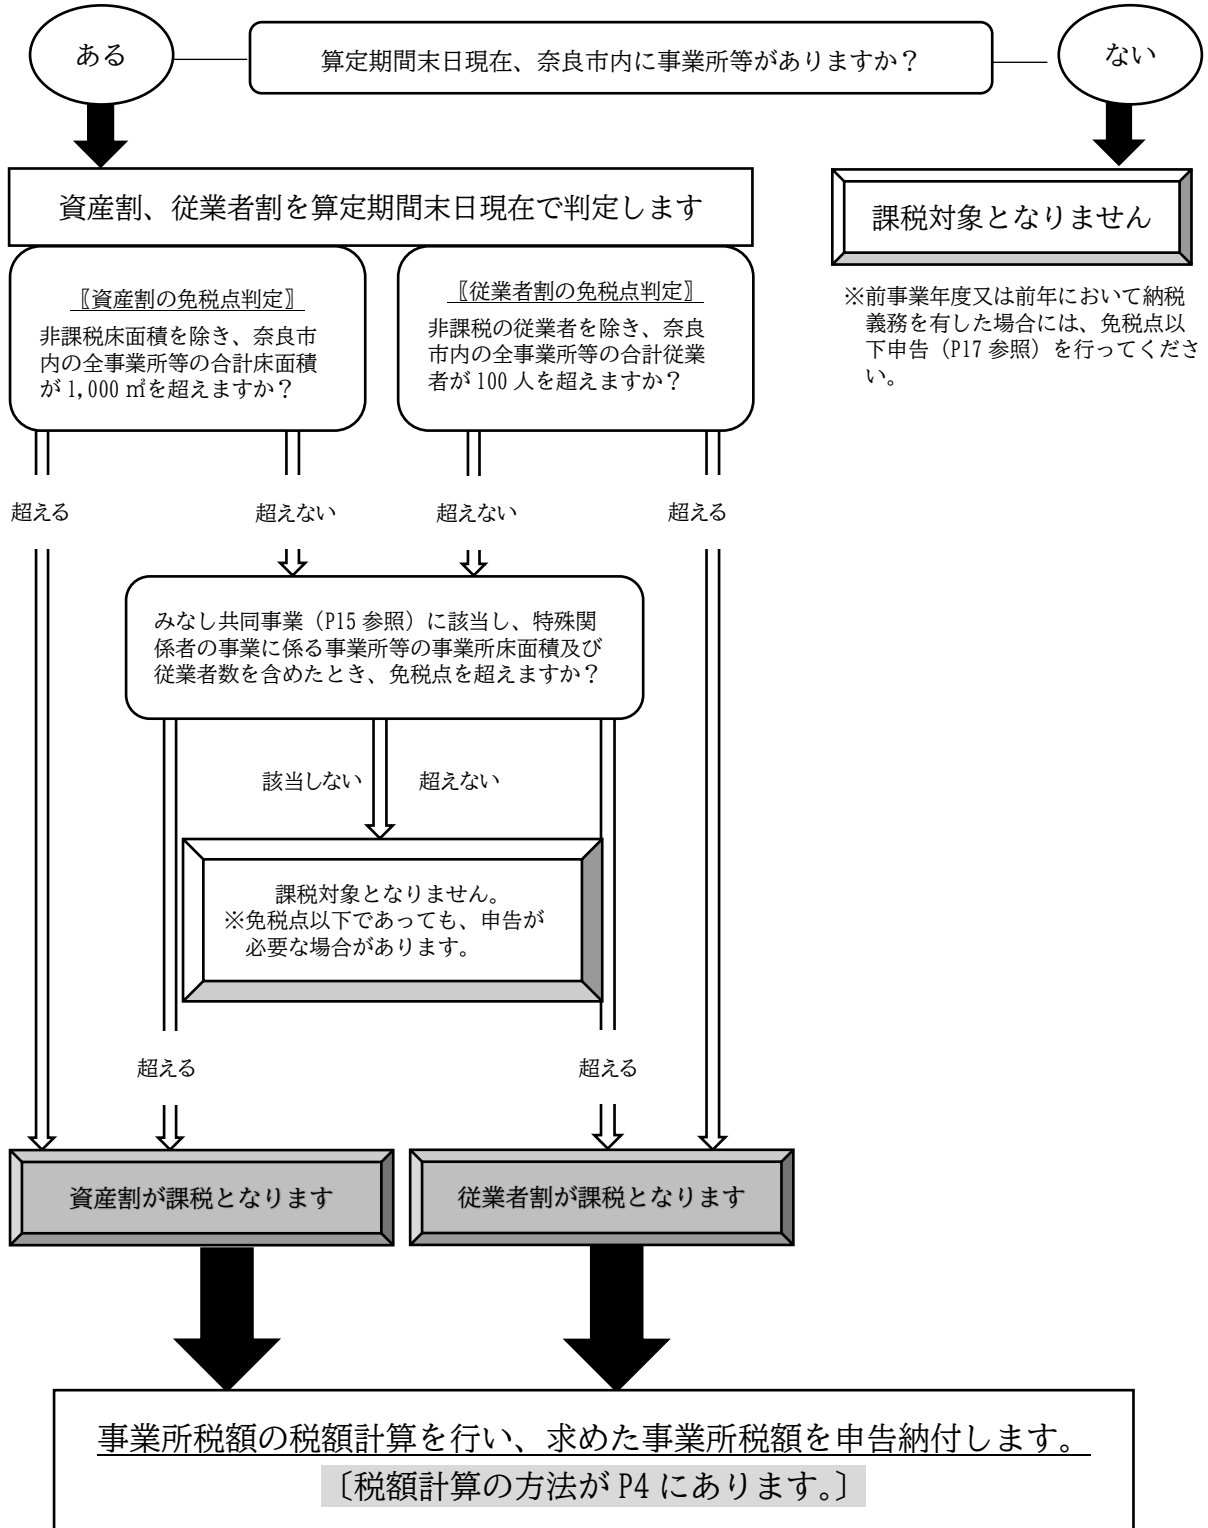 ある
算定期間末日現在、奈良市内に事業所等がありますか？
ない
資産割、従業者割を算定期間末日現在で判定します
課税対象となりません
※前事業年度又は前年において納税
義務を有した場合には、免税点以
下申告（P17 参照）を行ってくださ
い。
〖資産割の免税点判定〗
非課税床面積を除き、奈良市
内の全事業所等の合計床面積
が 1,000 ㎡を超えますか？
〖従業者割の免税点判定〗
非課税の従業者を除き、奈良
市内の全事業所等の合計従業
者が 100 人を超えますか？
超える
超えない
超えない
超える
みなし共同事業（P15 参照）に該当し、特殊関
係者の事業に係る事業所等の事業所床面積及び
従業者数を含めたとき、免税点を超えますか？
該当しない
超えない
課税対象となりません。
※免税点以下であっても、申告が
必要な場合があります。
超える
超える
資産割が課税となります
従業者割が課税となります
事業所税額の税額計算を行い、求めた事業所税額を申告納付します。
〔税額計算の方法が P4 にあります。〕